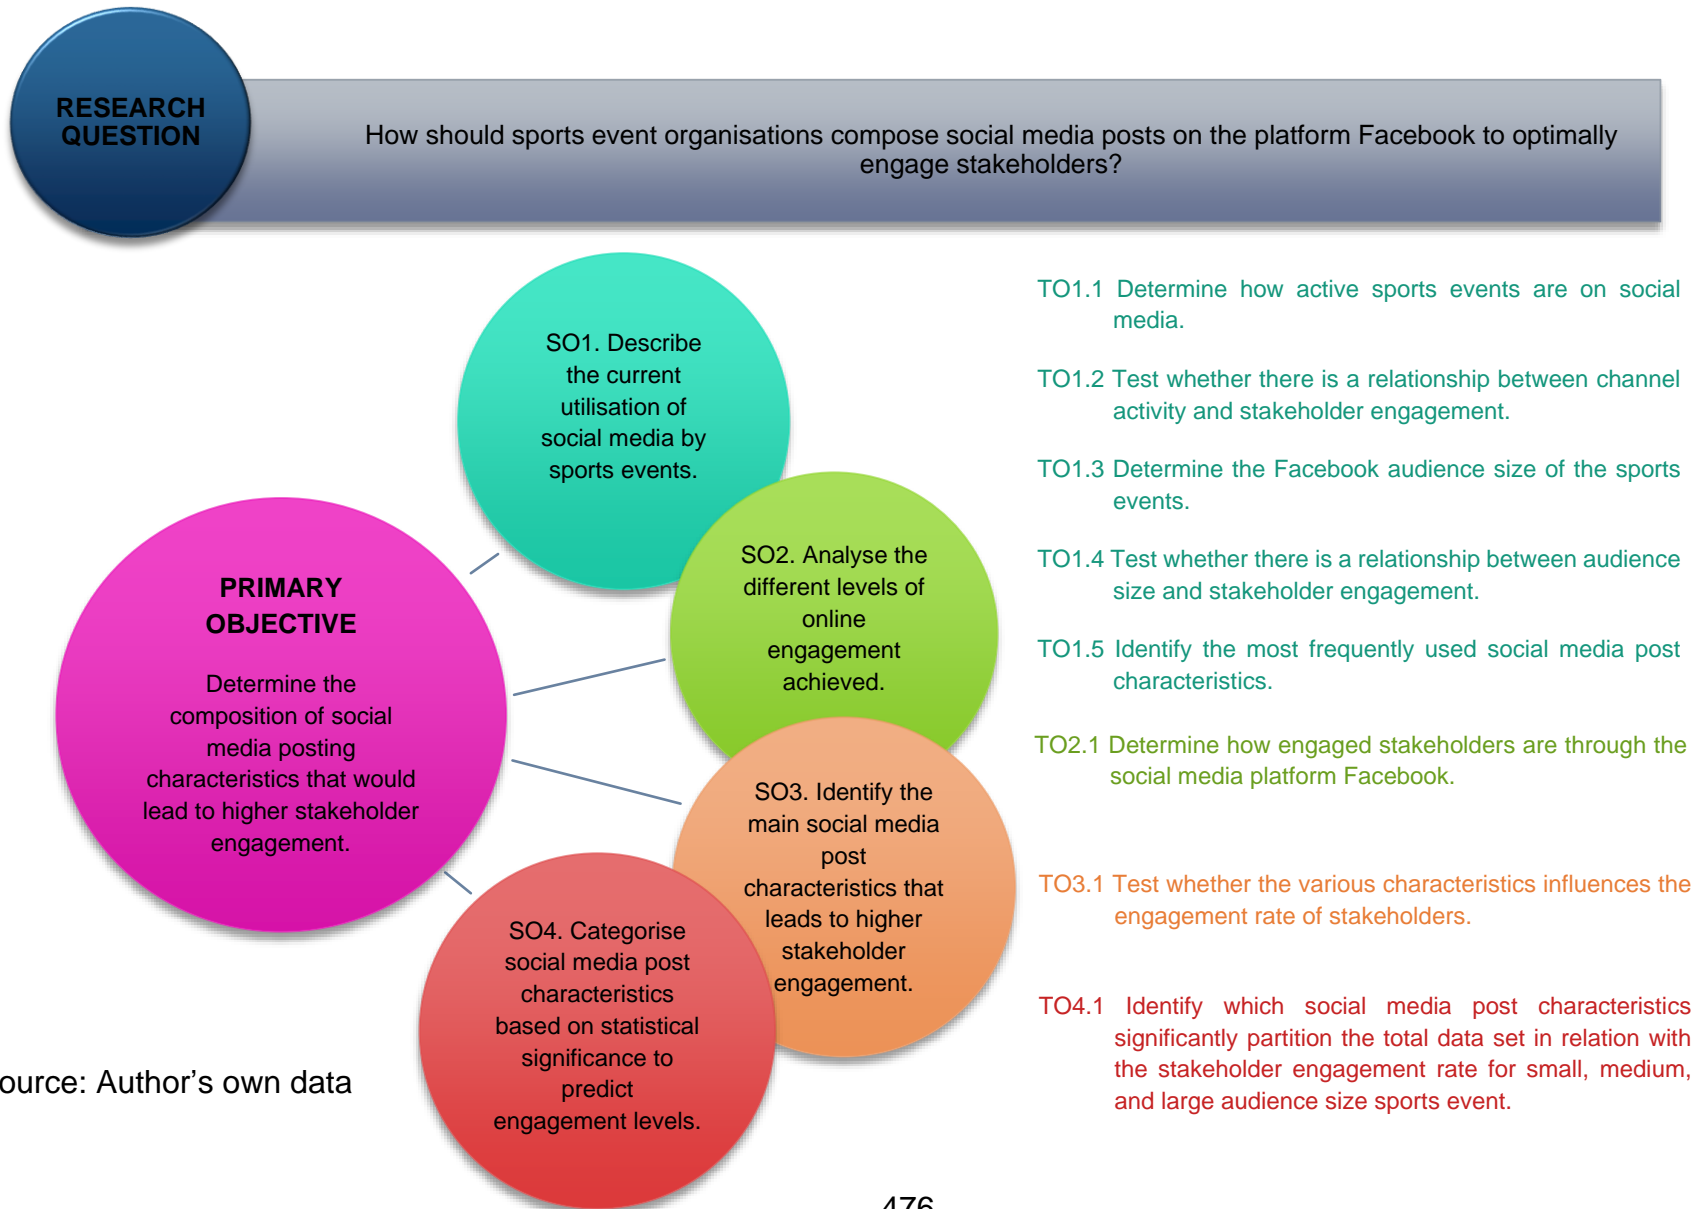 RESEARCH
QUESTION
How should sports event organisations compose social media posts on the platform Facebook to optimally
engage stakeholders?
PRIMARY
OBJECTIVE
Determine the
composition of social
media posting
characteristics that would
lead to higher stakeholder
engagement.
SO1. Describe
the current
utilisation of
social media by
sports events.
SO2. Analyse the
different levels of
online
engagement
achieved.
SO3. Identify the
main social media
post
characteristics that
leads to higher
stakeholder
engagement.
SO4. Categorise
social media post
characteristics
based on statistical
significance to
predict
engagement levels.
TO1.1 Determine how active sports events are on social
media.
TO1.2 Test whether there is a relationship between channel
activity and stakeholder engagement.
TO1.3 Determine the Facebook audience size of the sports
events.
TO1.4 Test whether there is a relationship between audience
size and stakeholder engagement.
TO1.5 Identify the most frequently used social media post
characteristics.
TO2.1 Determine how engaged stakeholders are through the
social media platform Facebook.
TO3.1 Test whether the various characteristics influences the
engagement rate of stakeholders.
TO4.1 Identify which social media post characteristics
significantly partition the total data set in relation with
the stakeholder engagement rate for small, medium,
and large audience size sports event.
ource: Author's own data
476